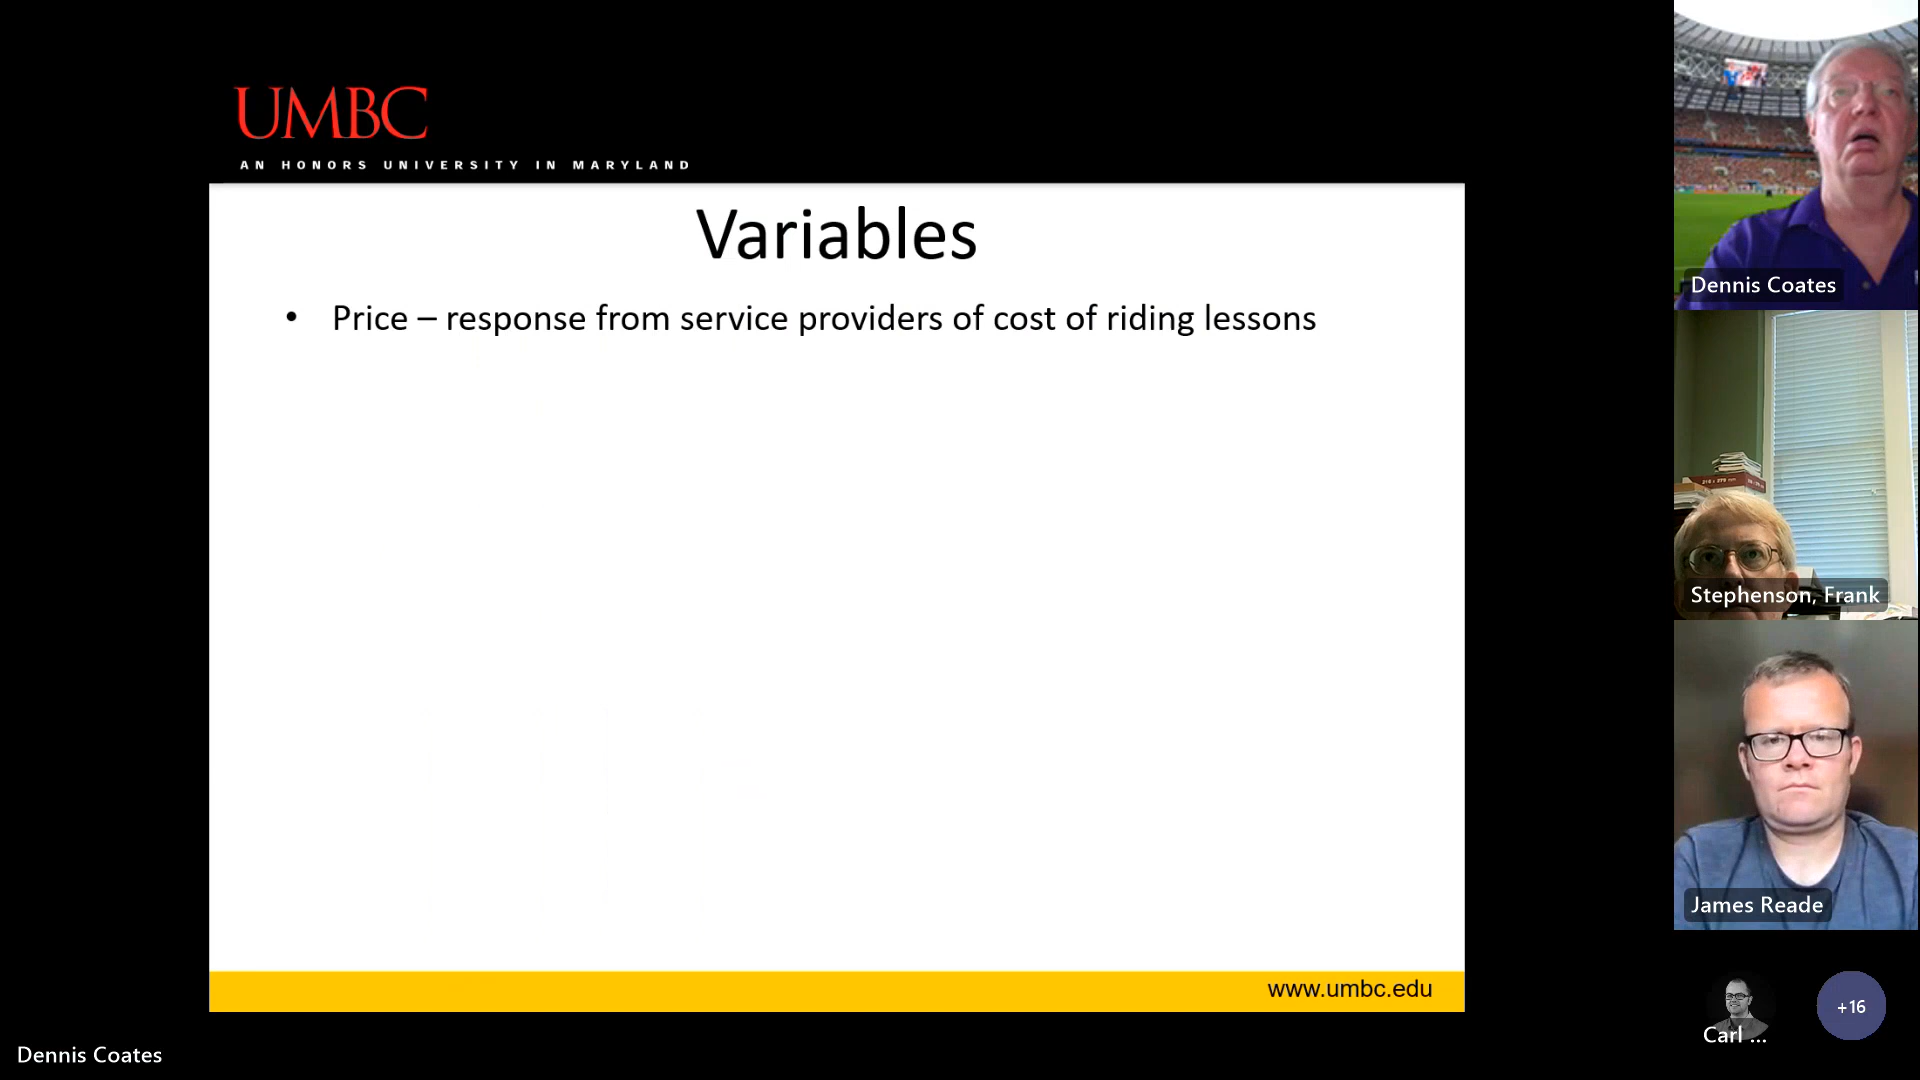 UMBC
AN HONORS UNIVERSITY IN MARYLAND
Variables
• Price – response from service providers of cost of riding lessons
www.umbc.edu
Dennis Coates
Dennis Coates
Stephenson, Frank
James Reade
Carl ...
+16